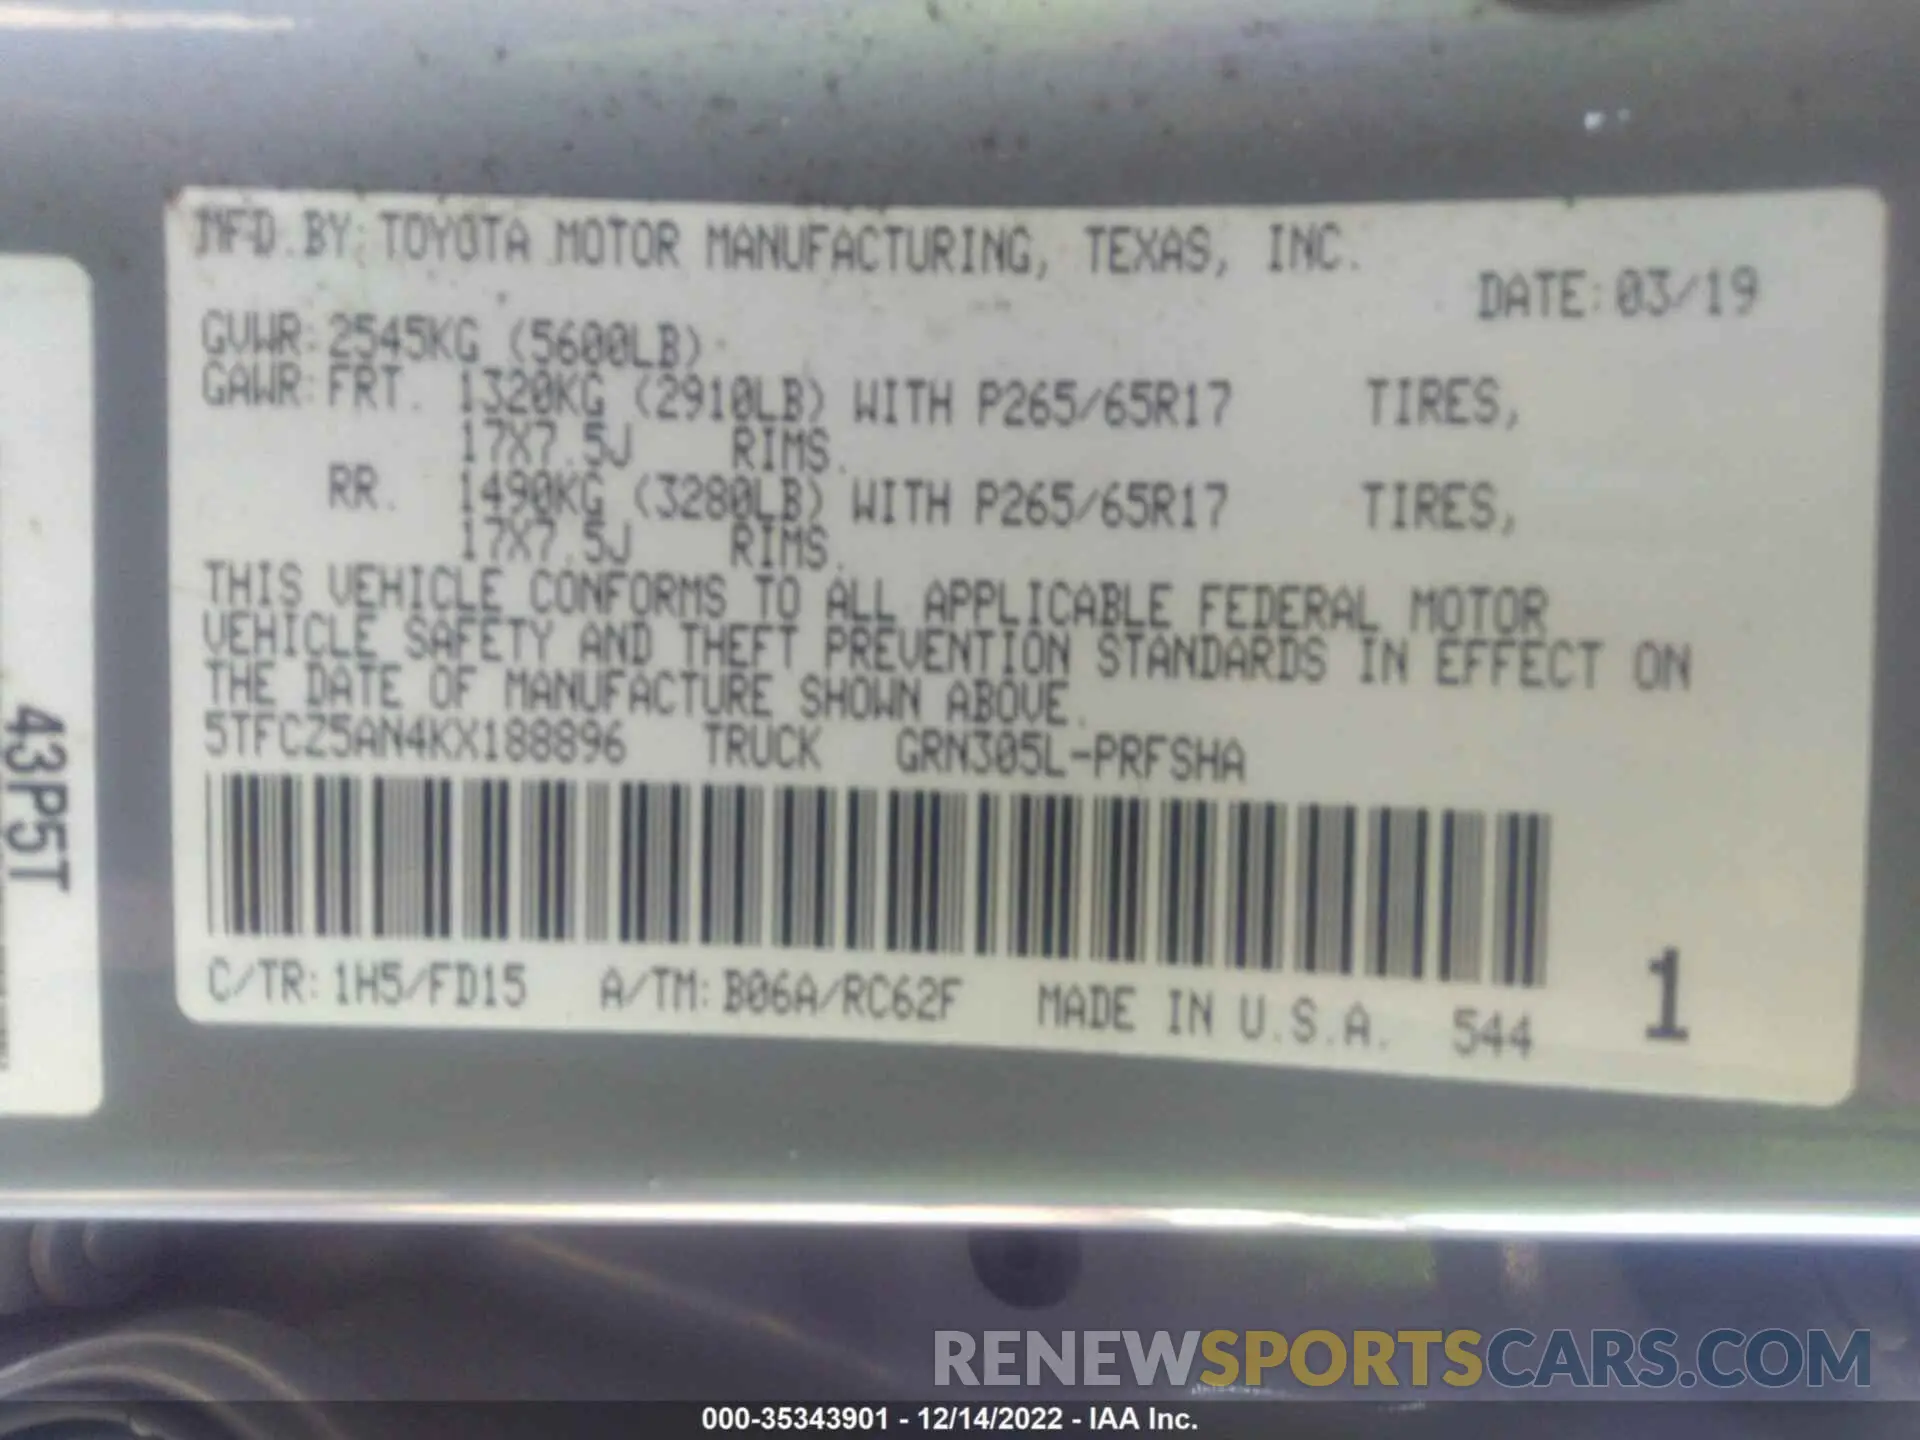 MFD. BY: TOYOTA MOTOR MANUFACTURING, TEXAS, INC.
DATE: 03/19
GVWR: 2545KG (5600LB)
GAWR: FRT. 1320KG (2910LB) WITH P265/65R17 TIRES,
17X7.5J RIMS.
RR. 1490KG (3280LB) WITH P265/65R17 TIRES,
17X7.5J RIMS.
THIS VEHICLE CONFORMS TO ALL APPLICABLE FEDERAL MOTOR
VEHICLE SAFETY AND THEFT PREVENTION STANDARDS IN EFFECT ON
THE DATE OF MANUFACTURE SHOWN ABOVE.
5TFCZ5AN4KX188896 TRUCK GRN305L-PRFSHA
C/TR: 1H5/FD15 A/TM: B06A/RC62F MADE IN U.S.A. 544
1
43P5T
RENEWSPORTSCARS.COM
000-35343901 - 12/14/2022 - IAA Inc.